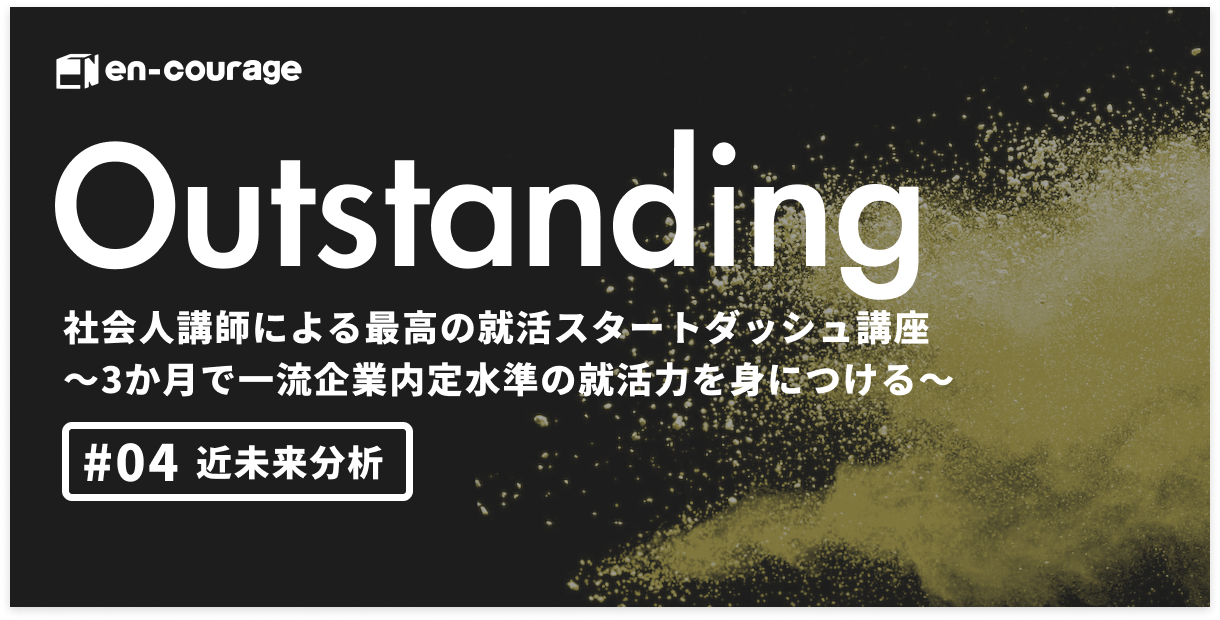 en-courage
Outstanding
社会人講師による最高の就活スタートダッシュ講座
〜3か月で一流企業内定水準の就活力を身につける〜
#04 近未来分析